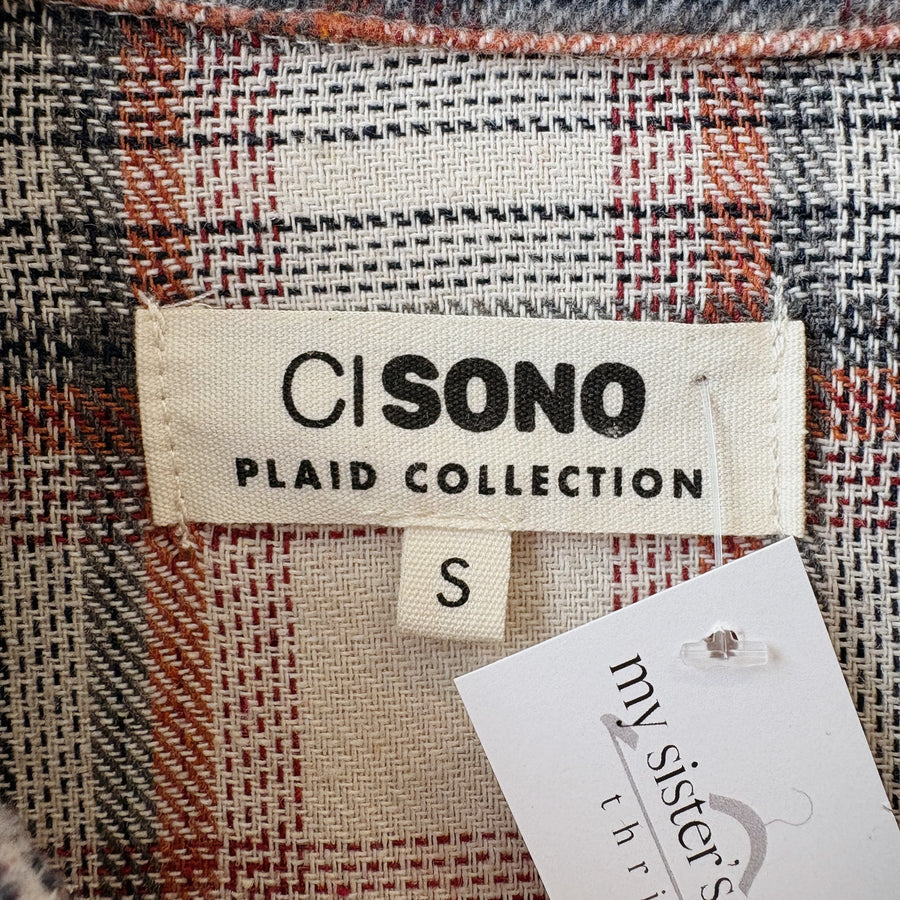 CI SONO
PLAID COLLECTION
S
my sister's
thri